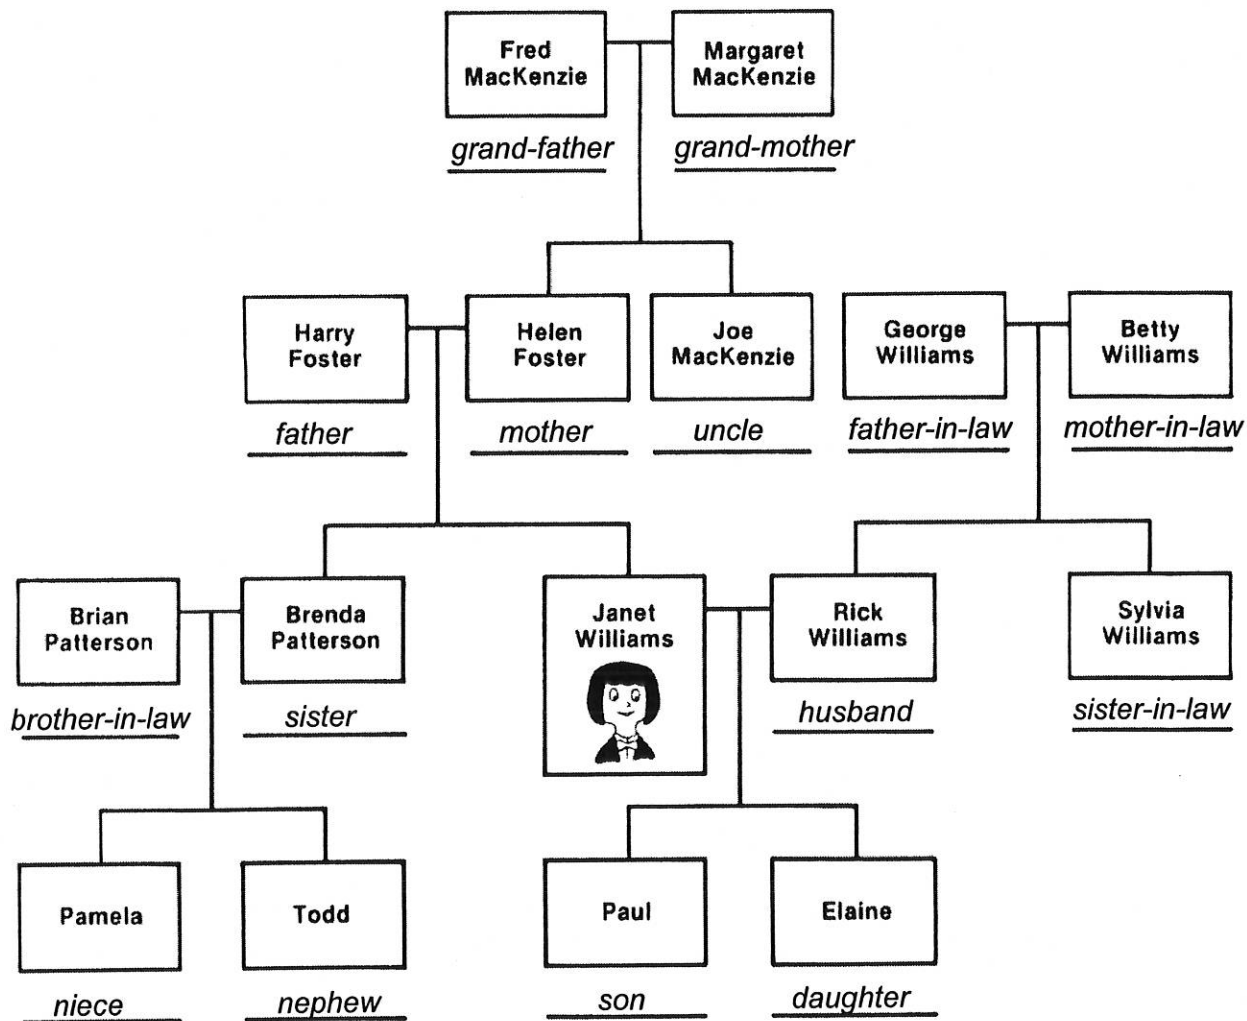 Fred
MacKenzie
Margaret
MacKenzie
grand-father
grand-mother
Harry
Foster
Helen
Foster
Joe
MacKenzie
George
Williams
Betty
Williams
father
mother
uncle
father-in-law
mother-in-law
Brian
Patterson
Brenda
Patterson
Janet
Williams
Rick
Williams
Sylvia
Williams
brother-in-law
sister
husband
sister-in-law
Pamela
Todd
Paul
Elaine
niece
nephew
son
daughter